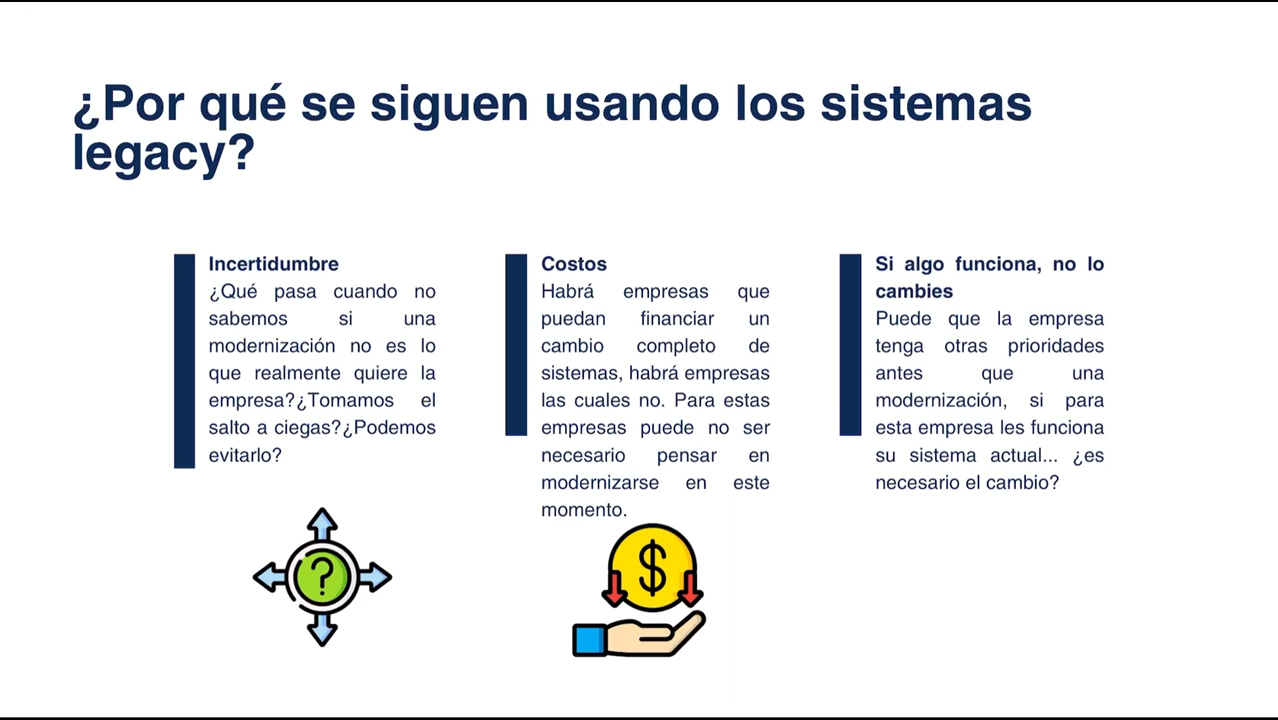 ¿Por qué se siguen usando los sistemas
legacy?
Incertidumbre
¿Qué pasa cuando no
sabemos si una
modernización no es lo
que realmente quiere la
empresa?¿Tomamos el
salto a ciegas?¿Podemos
evitarlo?
Costos
Habrá empresas que
puedan financiar un
cambio completo de
sistemas, habrá empresas
las cuales no. Para estas
empresas puede no ser
necesario pensar en
modernizarse en este
momento.
Si algo funciona, no lo
cambies
Puede que la empresa
tenga otras prioridades
antes que una
modernización, si para
esta empresa les funciona
su sistema actual... ¿es
necesario el cambio?
?
$